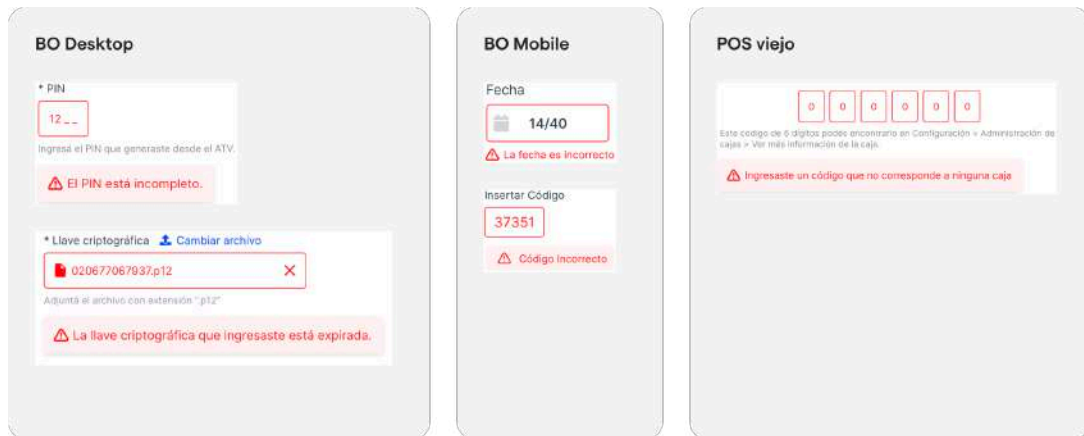 BO Desktop
* PIN
12__
Ingresá el PIN que generaste desde el ATV.
El PIN está incompleto.
* Llave criptográfica Cambiar archivo
020677067937.p12
Adjuntá el archivo con extensión ".p12"
La llave criptográfica que ingresaste está expirada.
BO Mobile
Fecha
14/40
La fecha es incorrecto
Insertar Código
37351
Código incorrecto
POS viejo
0 0 0 0 0 0
Este código de 6 dígitos podés encontrarlo en Configuración > Administración de
cajas > Ver más información de la caja.
Ingresaste un código que no corresponde a ninguna caja